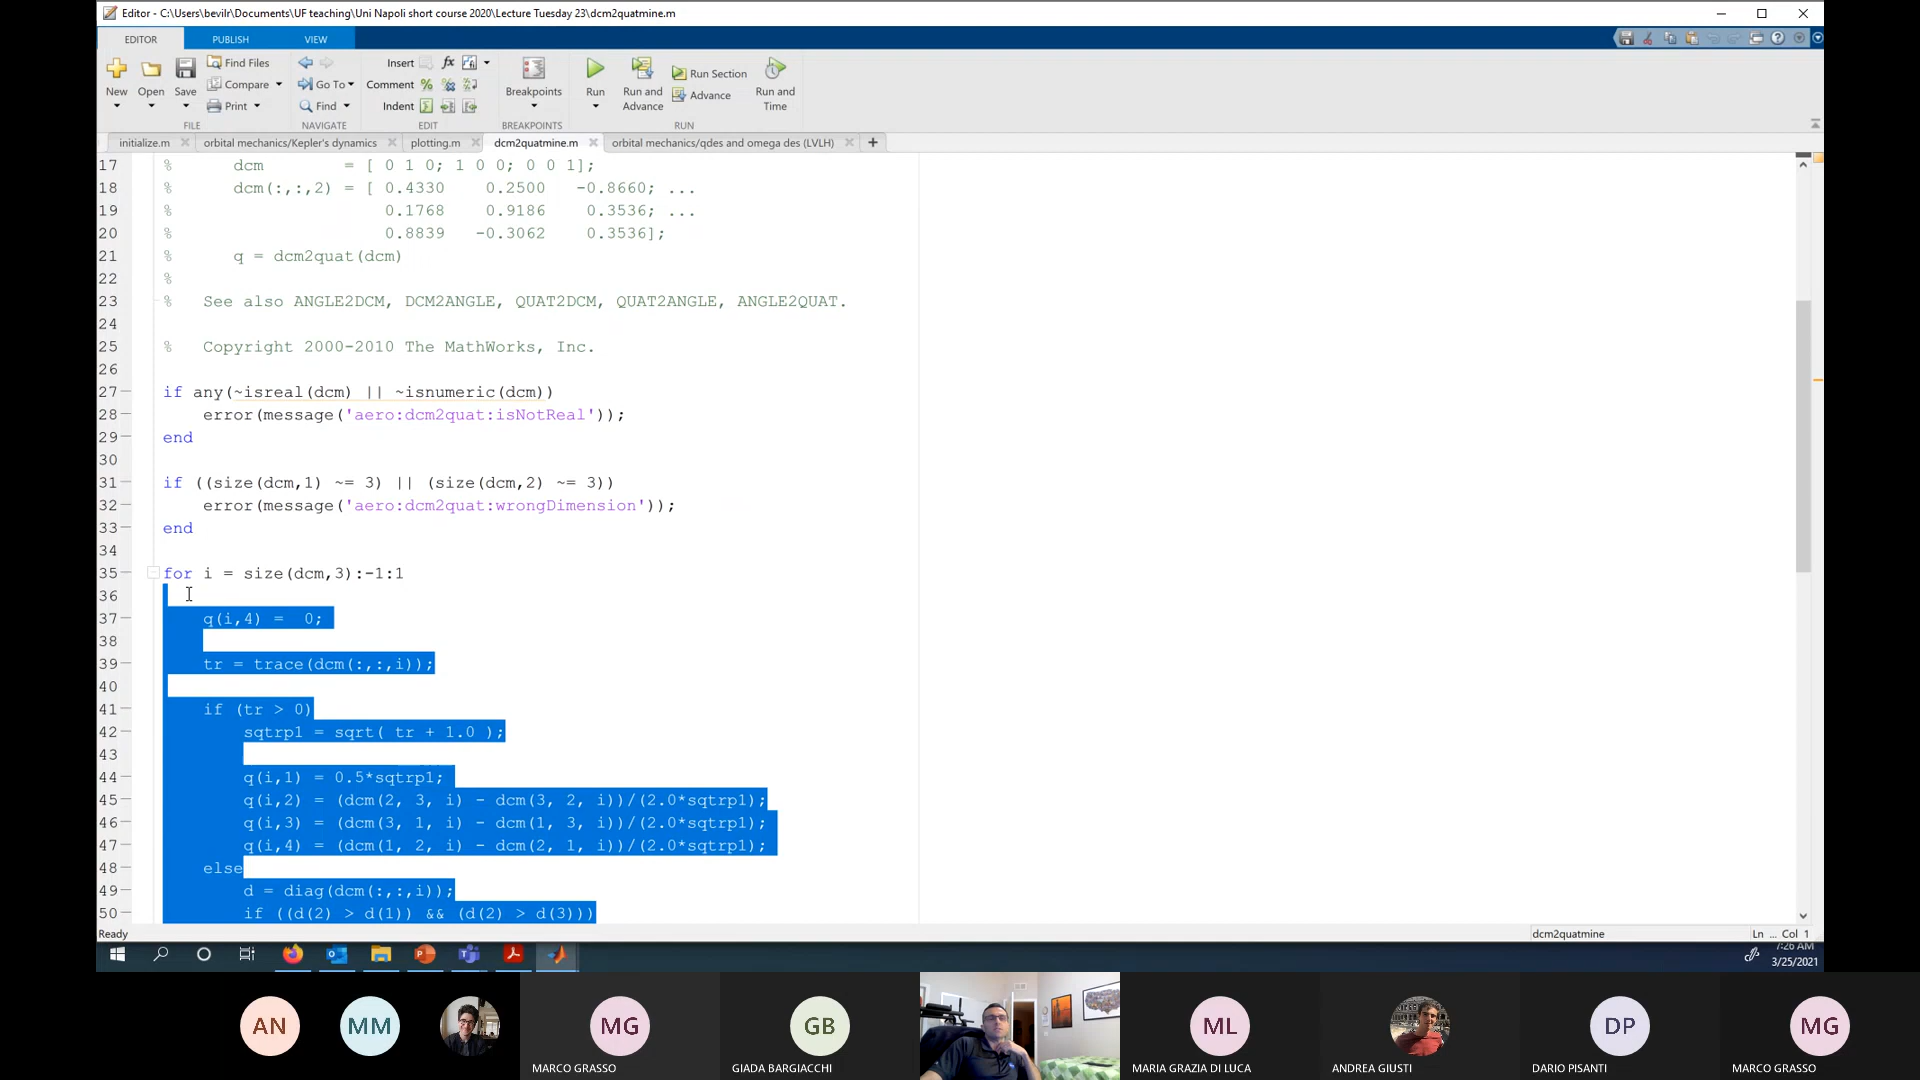 Editor - C:\Users\bevilr\Documents\UF teaching\Uni Napoli short course 2020\Lecture Tuesday 23\dcm2quatmine.m
EDITOR PUBLISH VIEW
New Open Save Find Files Compare Print
Go To Find
Insert fx Comment Indent
Breakpoints
Run Run and Advance Run Section Advance Run and Time
FILE NAVIGATE EDIT BREAKPOINTS RUN
initialize.m orbital mechanics/Kepler's dynamics plotting.m dcm2quatmine.m orbital mechanics/qdes and omega des (LVLH)
17 % dcm = [ 0 1 0; 1 0 0; 0 0 1];
18 % dcm(:,:,2) = [ 0.4330 0.2500 -0.8660; ...
19 % 0.1768 0.9186 0.3536; ...
20 % 0.8839 -0.3062 0.3536];
21 % q = dcm2quat(dcm)
22 %
23 % See also ANGLE2DCM, DCM2ANGLE, QUAT2DCM, QUAT2ANGLE, ANGLE2QUAT.
24
25 % Copyright 2000-2010 The MathWorks, Inc.
26
27 if any(~isreal(dcm) || ~isnumeric(dcm))
28 error(message('aero:dcm2quat:isNotReal'));
29 end
30
31 if ((size(dcm,1) ~= 3) || (size(dcm,2) ~= 3))
32 error(message('aero:dcm2quat:wrongDimension'));
33 end
34
35 for i = size(dcm,3):-1:1
36
37 q(i,4) = 0;
38
39 tr = trace(dcm(:,:,i));
40
41 if (tr > 0)
42 sqtrp1 = sqrt( tr + 1.0 );
43
44 q(i,1) = 0.5*sqtrp1;
45 q(i,2) = (dcm(2, 3, i) - dcm(3, 2, i))/(2.0*sqtrp1);
46 q(i,3) = (dcm(3, 1, i) - dcm(1, 3, i))/(2.0*sqtrp1);
47 q(i,4) = (dcm(1, 2, i) - dcm(2, 1, i))/(2.0*sqtrp1);
48 else
49 d = diag(dcm(:,:,i));
50 if ((d(2) > d(1)) && (d(2) > d(3)))
Ready dcm2quatmine Ln ... Col 1
7:26 AM
3/25/2021
AN MM MG GB ML DP MG
MARCO GRASSO GIADA BARGIACCHI MARIA GRAZIA DI LUCA ANDREA GIUSTI DARIO PISANTI MARCO GRASSO